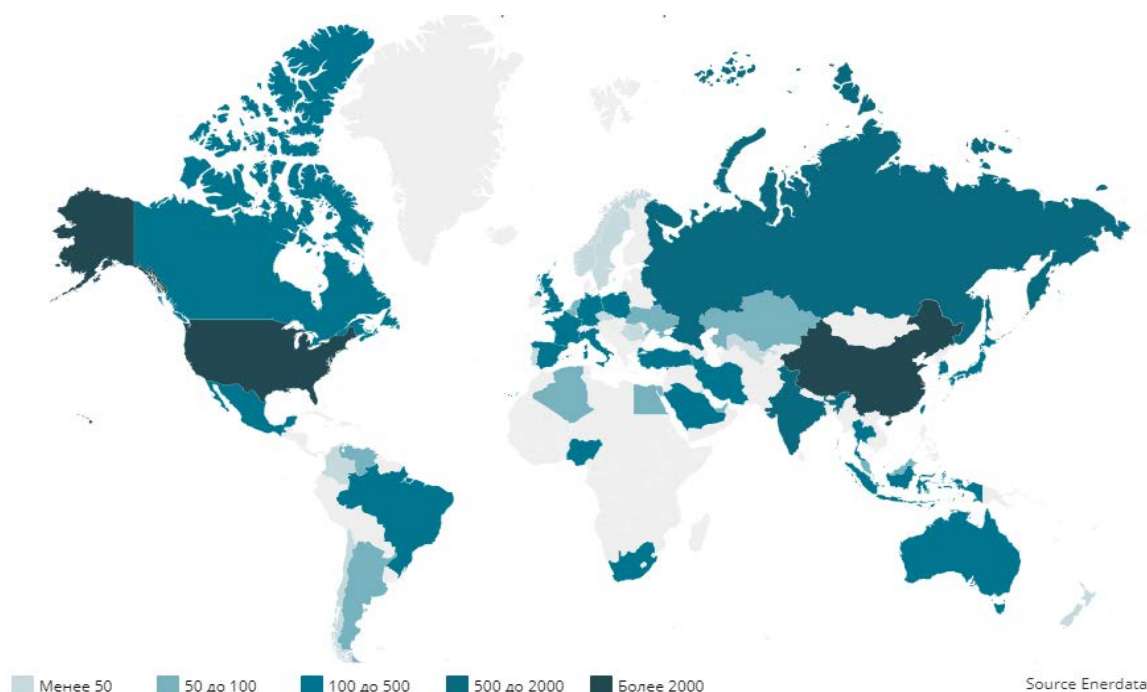 Менее 50
50 до 100
100 до 500
500 до 2000
Более 2000
Source Enerdata